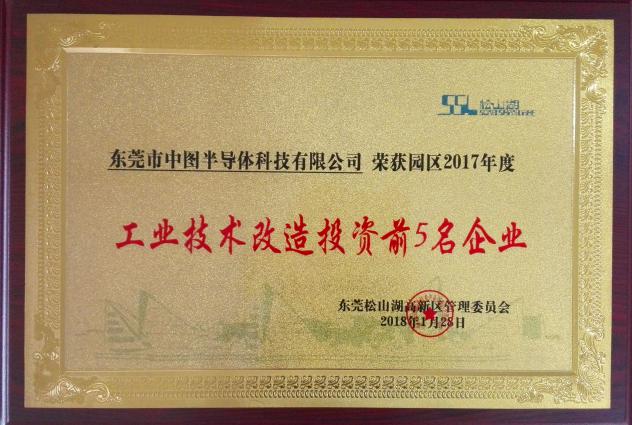 松山湖
东莞市中图半导体科技有限公司 荣获园区2017年度
工业技术改造投资前5名企业
东莞松山湖高新区管理委员会
2018年1月28日